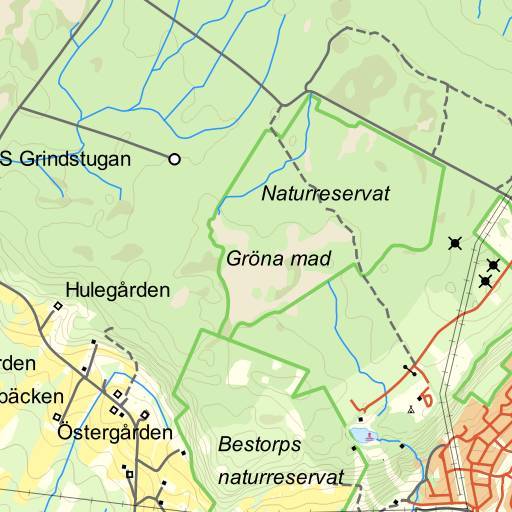 S Grindstugan
Naturreservat
Gröna mad
Hulegården
rden
bäcken
Östergården
Bestorps
naturreservat